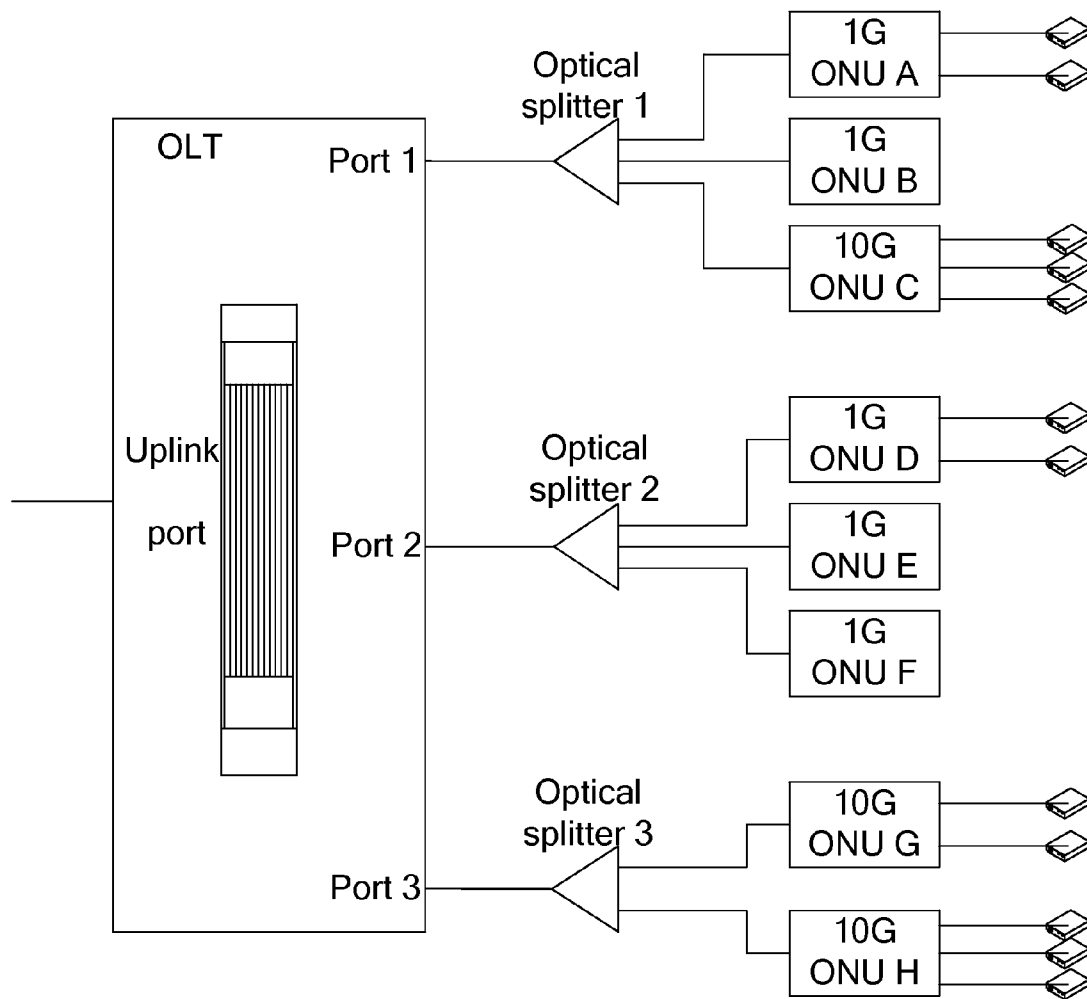 OLT
Uplink
port
Port 1
Port 2
Port 3
Optical
splitter 1
1G
ONU A
1G
ONU B
10G
ONU C
Optical
splitter 2
1G
ONU D
1G
ONU E
1G
ONU F
Optical
splitter 3
10G
ONU G
10G
ONU H